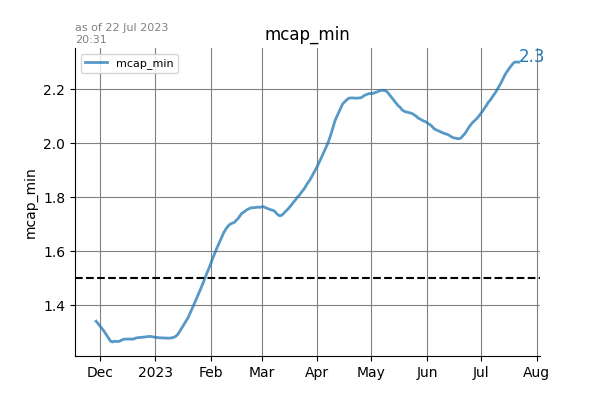 as of 22 Jul 2023
20:31
mcap_min
mcap_min
2.3
mcap_min
2.2
2.0
1.8
1.6
1.4
Dec 2023 Feb Mar Apr May Jun Jul Aug